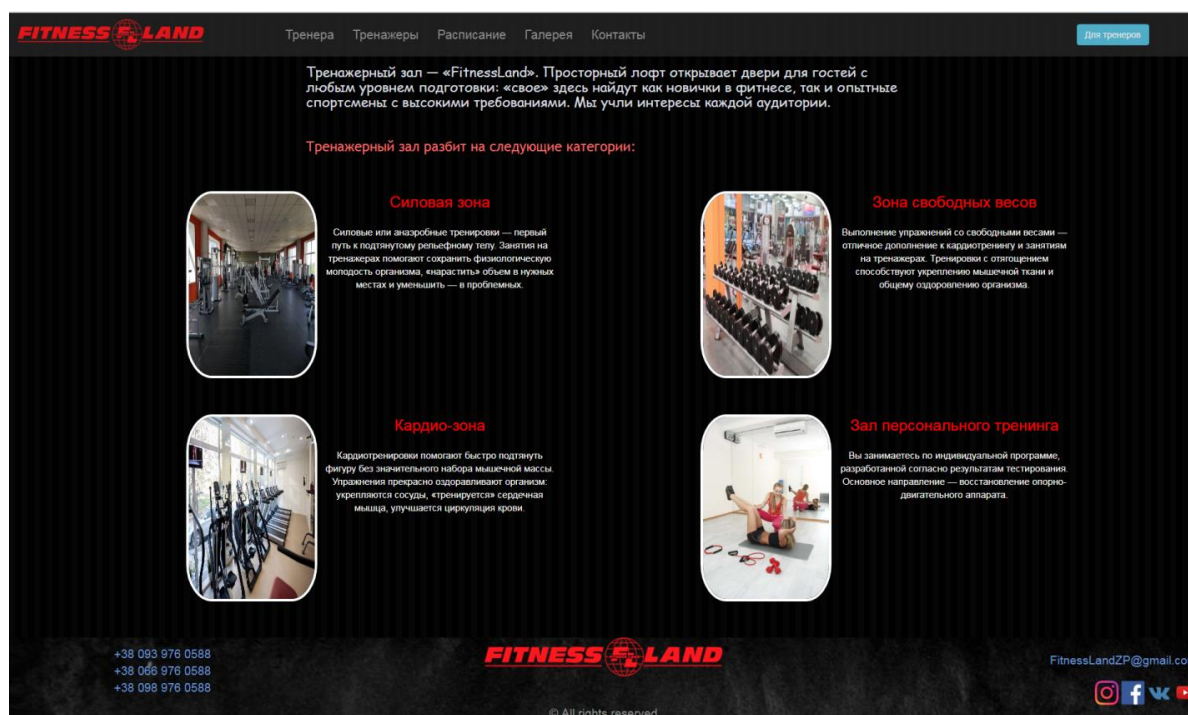 FITNESS FL LAND
Тренера Тренажеры Расписание Галерея Контакты
Для тренеров
Тренажерный зал — «FitnessLand». Просторный лофт открывает двери для гостей с
любым уровнем подготовки: «свое» здесь найдут как новички в фитнесе, так и опытные
спортсмены с высокими требованиями. Мы учли интересы каждой аудитории.
Тренажерный зал разбит на следующие категории:
Силовая зона
Силовые или анаэробные тренировки — первый
путь к подтянутому рельефному телу. Занятия на
тренажерах помогают сохранить физиологическую
молодость организма, «нарастить» объем в нужных
местах и уменьшить — в проблемных.
Зона свободных весов
Выполнение упражнений со свободными весами —
отличное дополнение к кардиотренингу и занятиям
на тренажерах. Тренировки с отягощением
способствуют укреплению мышечной ткани и
общему оздоровлению организма.
Кардио-зона
Кардиотренировки помогают быстро подтянуть
фигуру без значительного набора мышечной массы.
Упражнения прекрасно оздоравливают организм:
укрепляются сосуды, «тренируется» сердечная
мышца, улучшается циркуляция крови.
Зал персонального тренинга
Вы занимаетесь по индивидуальной программе,
разработанной согласно результатам тестирования.
Основное направление — восстановление опорно-
двигательного аппарата.
+38 093 976 0588
+38 066 976 0588
+38 098 976 0588
FITNESS FL LAND
© All rights reserved
FitnessLandZP@gmail.co